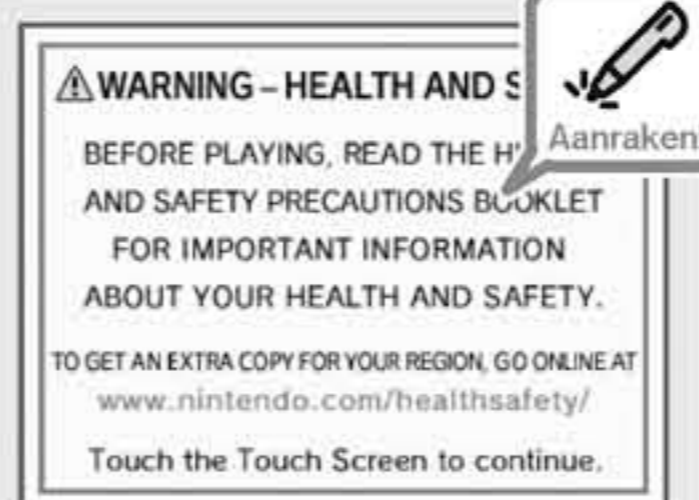 WARNING – HEALTH AND S
BEFORE PLAYING, READ THE H
AND SAFETY PRECAUTIONS BOOKLET
FOR IMPORTANT INFORMATION
ABOUT YOUR HEALTH AND SAFETY.
TO GET AN EXTRA COPY FOR YOUR REGION, GO ONLINE AT
www.nintendo.com/healthsafety/
Touch the Touch Screen to continue.
Aanraken